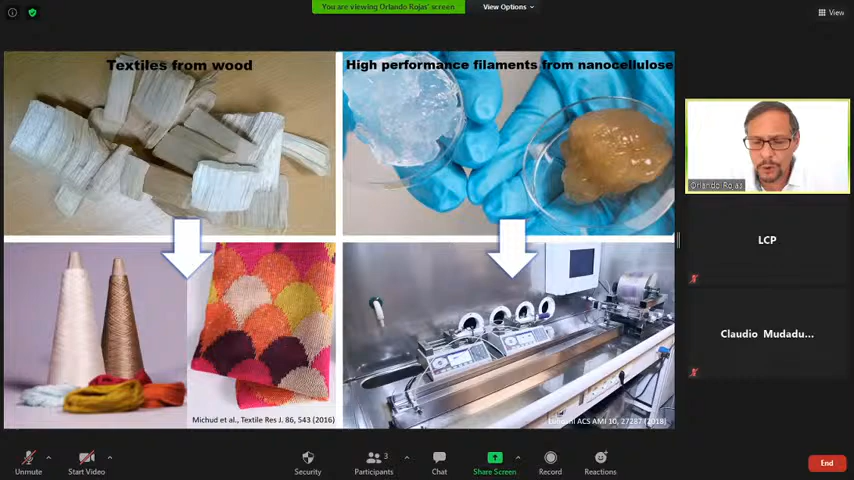 You are viewing Orlando Rojas' screen
View Options
View
Textiles from wood
High performance filaments from nanocellulose
Orlando Rojas
LCP
Claudio Mudadu...
Michud et al., Textile Res J. 86, 543 (2016)
ACS AMI 10, 27287 (2018)
Unmute
Start Video
Security
3
Participants
Chat
Share Screen
Record
Reactions
End